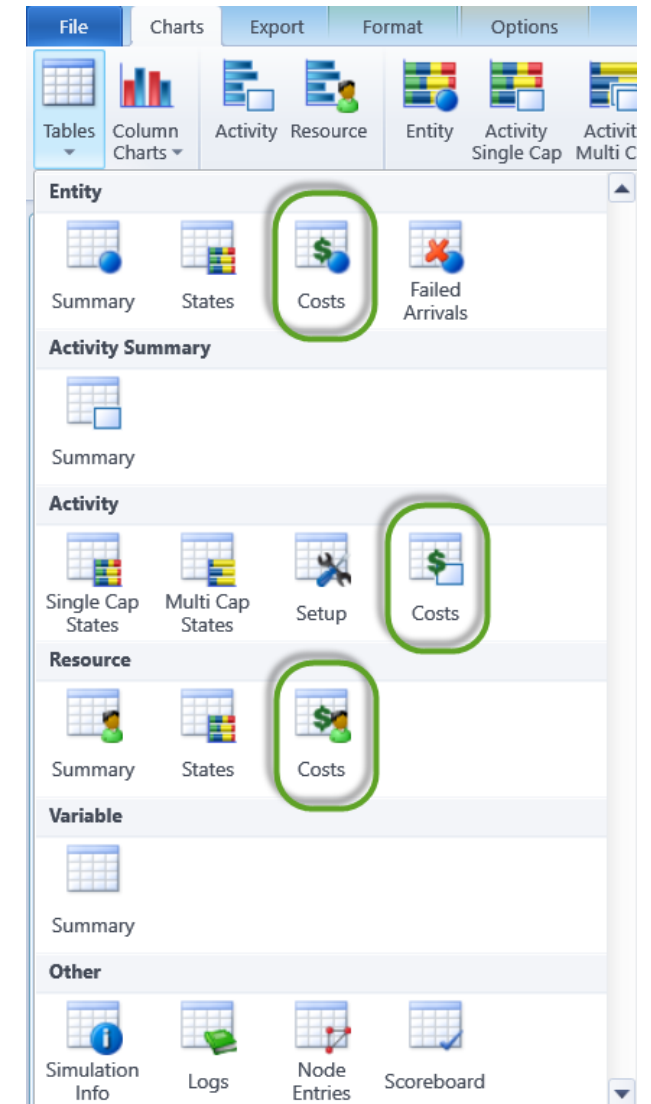 File Charts Export Format Options
Tables Column Activity Resource Entity Activity Activit
Charts Single Cap Multi C
Entity
Summary States Costs Failed
Arrivals
Activity Summary
Summary
Activity
Single Cap Multi Cap Setup Costs
States States
Resource
Summary States Costs
Variable
Summary
Other
Simulation Logs Node Scoreboard
Info Entries